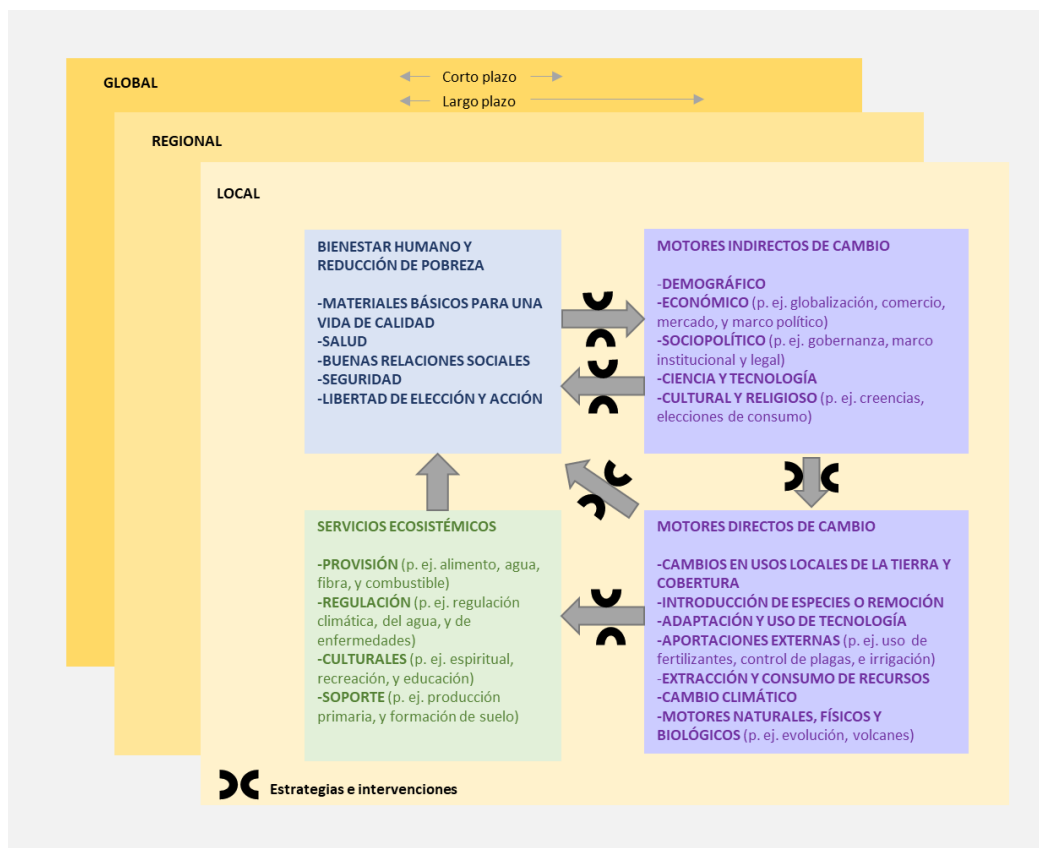 GLOBAL
Corto plazo
Largo plazo
REGIONAL
LOCAL
BIENESTAR HUMANO Y
REDUCCIÓN DE POBREZA
-MATERIALES BÁSICOS PARA UNA
VIDA DE CALIDAD
-SALUD
-BUENAS RELACIONES SOCIALES
-SEGURIDAD
-LIBERTAD DE ELECCIÓN Y ACCIÓN
MOTORES INDIRECTOS DE CAMBIO
-DEMOGRÁFICO
-ECONÓMICO (p. ej. globalización, comercio,
mercado, y marco político)
-SOCIOPOLÍTICO (p. ej. gobernanza, marco
institucional y legal)
-CIENCIA Y TECNOLOGÍA
-CULTURAL Y RELIGIOSO (p. ej. creencias,
elecciones de consumo)
SERVICIOS ECOSISTÉMICOS
-PROVISIÓN (p. ej. alimento, agua,
fibra, y combustible)
-REGULACIÓN (p. ej. regulación
climática, del agua, y de
enfermedades)
-CULTURALES (p. ej. espiritual,
recreación, y educación)
-SOPORTE (p. ej. producción
primaria, y formación de suelo)
MOTORES DIRECTOS DE CAMBIO
-CAMBIOS EN USOS LOCALES DE LA TIERRA Y
COBERTURA
-INTRODUCCIÓN DE ESPECIES O REMOCIÓN
-ADAPTACIÓN Y USO DE TECNOLOGÍA
-APORTACIONES EXTERNAS (p. ej. uso de
fertilizantes, control de plagas, e irrigación)
-EXTRACCIÓN Y CONSUMO DE RECURSOS
-CAMBIO CLIMÁTICO
-MOTORES NATURALES, FÍSICOS Y
BIOLÓGICOS (p. ej. evolución, volcanes)
Estrategias e intervenciones